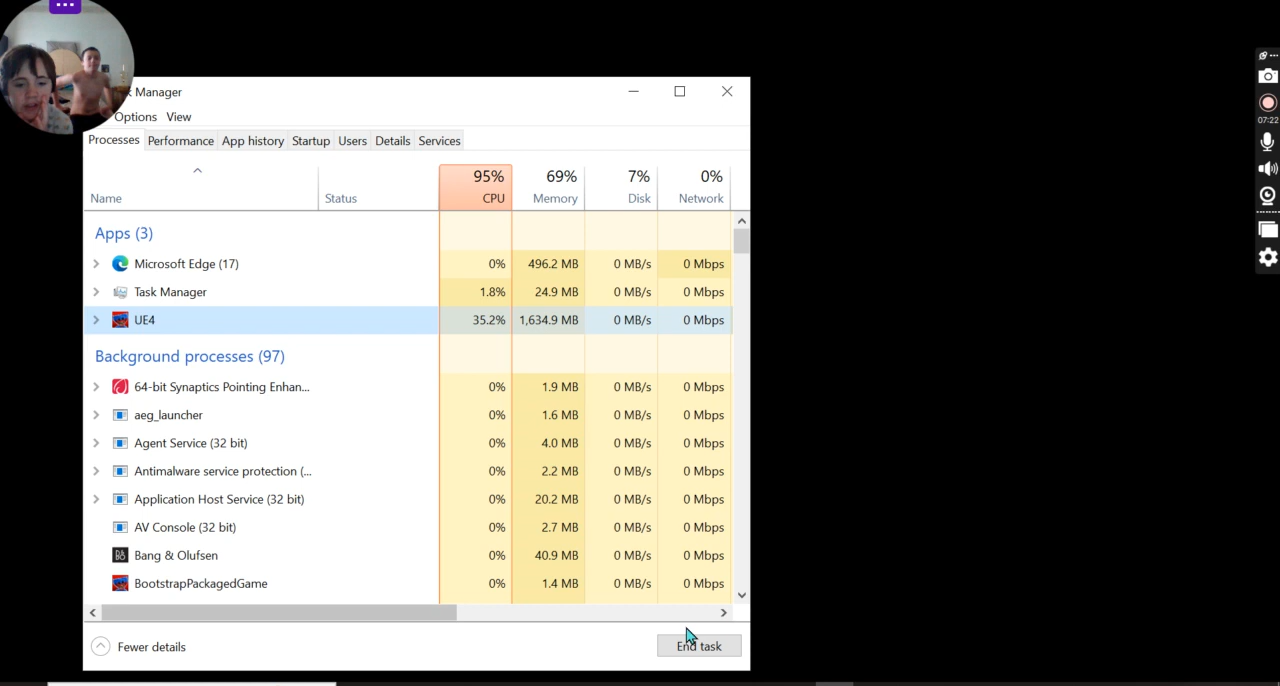 k Manager
Options View
Processes Performance App history Startup Users Details Services
95% 69% 7% 0%
Name Status CPU Memory Disk Network
Apps (3)
Microsoft Edge (17) 0% 496.2 MB 0 MB/s 0 Mbps
Task Manager 1.8% 24.9 MB 0 MB/s 0 Mbps
UE4 35.2% 1,634.9 MB 0 MB/s 0 Mbps
Background processes (97)
64-bit Synaptics Pointing Enhan... 0% 1.9 MB 0 MB/s 0 Mbps
aeg_launcher 0% 1.6 MB 0 MB/s 0 Mbps
Agent Service (32 bit) 0% 4.0 MB 0 MB/s 0 Mbps
Antimalware service protection (... 0% 2.2 MB 0 MB/s 0 Mbps
Application Host Service (32 bit) 0% 20.2 MB 0 MB/s 0 Mbps
AV Console (32 bit) 0% 2.7 MB 0 MB/s 0 Mbps
Bang & Olufsen 0% 40.9 MB 0 MB/s 0 Mbps
BootstrapPackagedGame 0% 1.4 MB 0 MB/s 0 Mbps
Fewer details End task
07:22